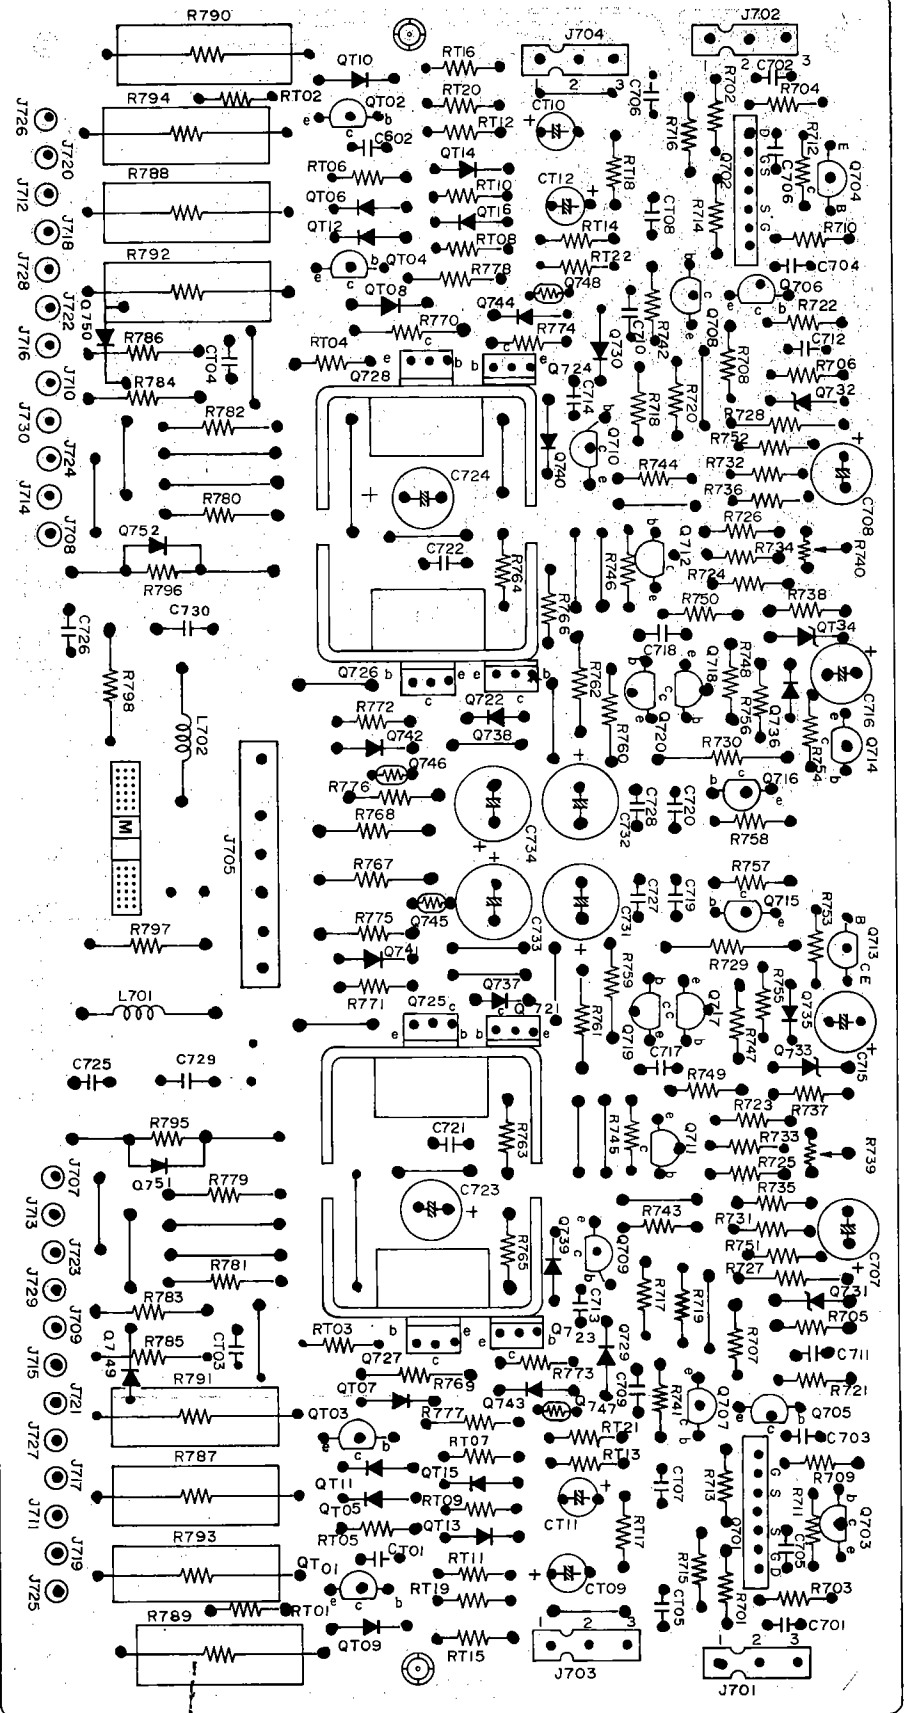 R790
J702
J704
1 2 3
QT10
RT16
1 2 3
C702
R704
R702
C706
RT02
R794
QT02
e b
c
C602
RT20
CT10
+
RT12
R716
R712
D
G
S
S
G
Q702
C706
Q704
E
C
B
J726
J720
J712
J718
J728
J722
J716
J710
J730
J724
J714
J708
R788
RT06
QT14
RT18
QT06
RT10
CT12
+
CT08
R714
QT12
QT16
RT14
R710
R792
QT04
e b
c
RT08
RT22
C704
R778
Q748
b
c
e
Q708
Q706
b
c
e
Q750
QT08
Q744
C710
R742
R722
R786
CT04
R770
R774
Q730
R708
C712
RT04
e c b
b c e
Q728
Q724
R706
R784
C714
R718
R720
Q732
R782
Q740
Q710
b
c
e
R728
R752
+
C724
+
R744
R732
C708
R780
R736
Q752
C722
R764
R746
b
c
e
Q712
R726
R734
R740
R796
R724
R766
R750
R738
C730
C726
C718
QT34
R798
Q726
b c e
e c b
R762
b
c
e
Q720
e
c
b
Q718
R748
R756
Q736
+
C716
L702
R772
Q722
R760
R754
Q714
b
Q742
Q738
R730
J705
M
Q746
+
b c e
Q716
R776
C734
C732
C728
C720
R768
+
R758
R767
+
R757
Q745
C733
C731
C727
C719
Q715
c
e
R753
B
Q713
C E
R797
R775
+
Q741
R759
R729
R771
Q737
R761
R755
Q735
L701
Q725
e c b
b c e
Q721
b
c
e
Q719
e
c
b
Q717
R747
C715
+
C725
C729
C717
Q733
R749
R737
R795
C721
R763
R745
e
c
b
Q711
R723
R733
R739
Q751
R725
J707
J713
J723
J729
J709
J715
J721
J727
J717
J711
J719
J725
R779
C723
+
R743
R735
R731
C707
+
R765
Q739
e
c
b
Q709
R751
R781
R727
R783
C713
R717
R719
Q731
RT03
b c e
e c b
Q723
Q729
R707
R705
Q749
R785
CT03
C711
R791
Q727
R769
R773
C709
R741
R721
QT07
Q743
Q747
e
c
b
Q707
e c b
Q705
QT03
e c b
R777
RT21
C703
R787
RT07
RT13
QT11
QT15
CT07
R713
G
S
S
G
D
Q701
R709
R711
b
c
e
Q703
QT05
RT09
CT11
+
RT05
QT13
RT17
C705
R793
CT01
QT01
e c b
RT11
CT09
+
R715
RT19
CT05
R701
R703
R789
RT01
C701
QT09
RT15
1 2 3
J703
1 2 3
J701